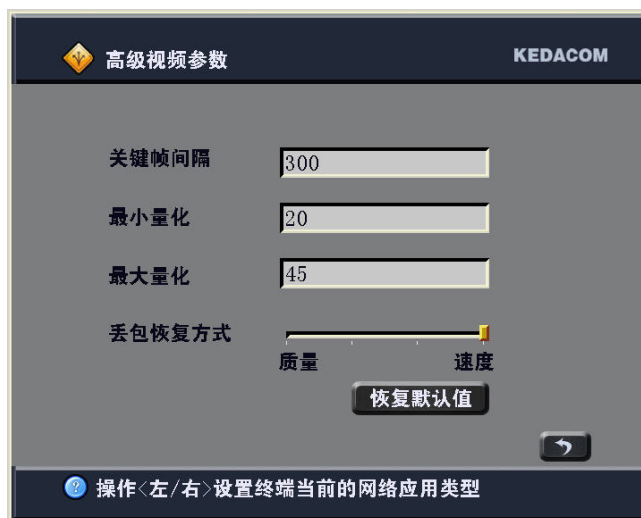 高级视频参数 KEDACOM
关键帧间隔 300
最小量化 20
最大量化 45
丢包恢复方式
质量 速度
恢复默认值
操作<左/右>设置终端当前的网络应用类型